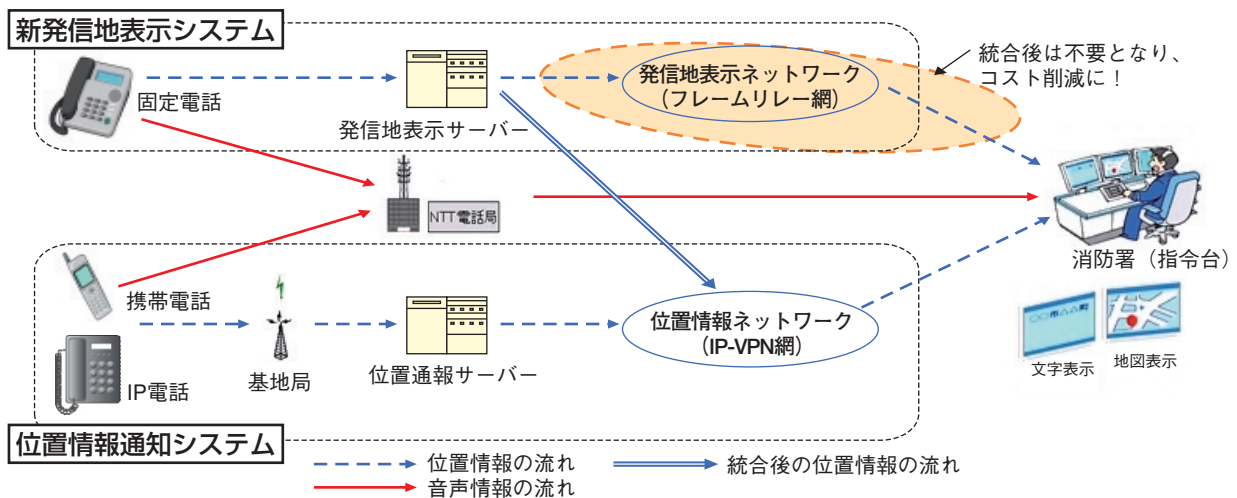 新発信地表示システム
固定電話
発信地表示サーバー
発信地表示ネットワーク
（フレームリレー網）
統合後は不要となり、
コスト削減に！
NTT電話局
消防署（指令台）
携帯電話
IP電話
基地局
位置通報サーバー
位置情報ネットワーク
（IP-VPN網）
○○市△△町
文字表示
地図表示
位置情報通知システム
位置情報の流れ
統合後の位置情報の流れ
音声情報の流れ